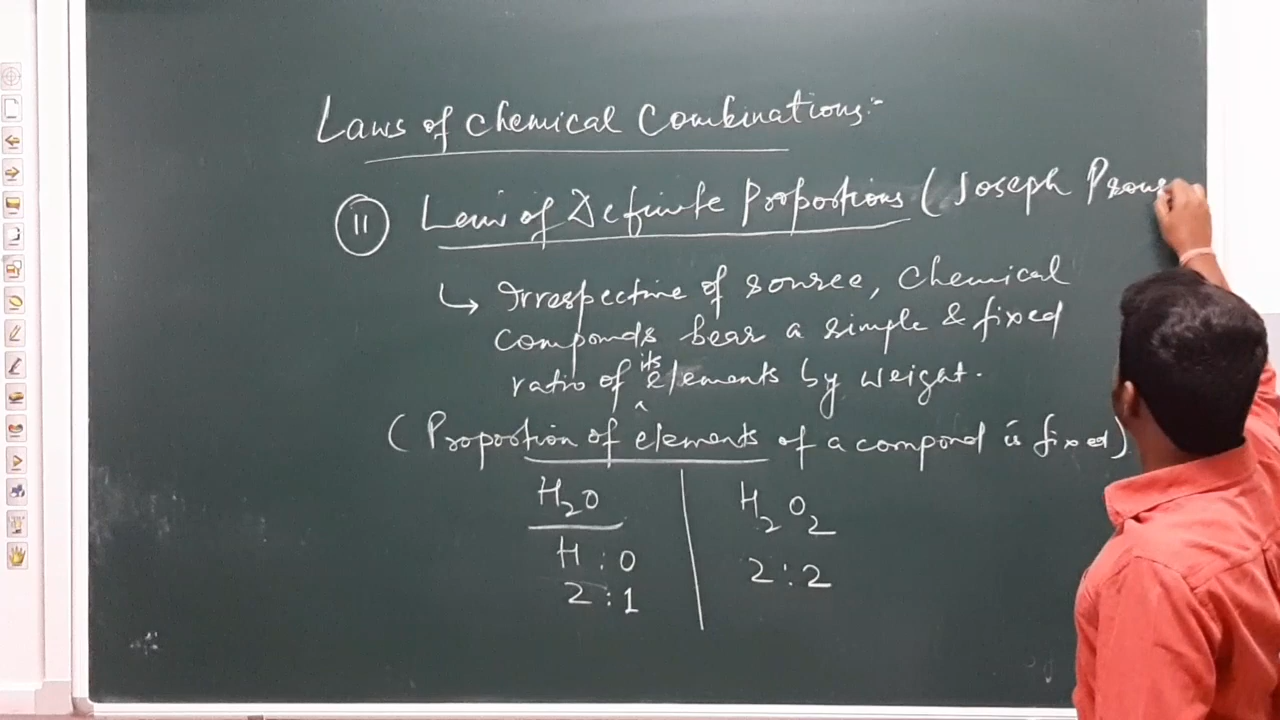 Laws of Chemical Combinations:-
(II) Law of Definite Proportions (Joseph Prous
↳ Irrespective of source, Chemical
compounds bear a simple & fixed
ratio of its elements by weight.
(Proportion of elements of a compond is fixed)
H₂O
H₂O₂
H : O
2 : 1
2 : 2